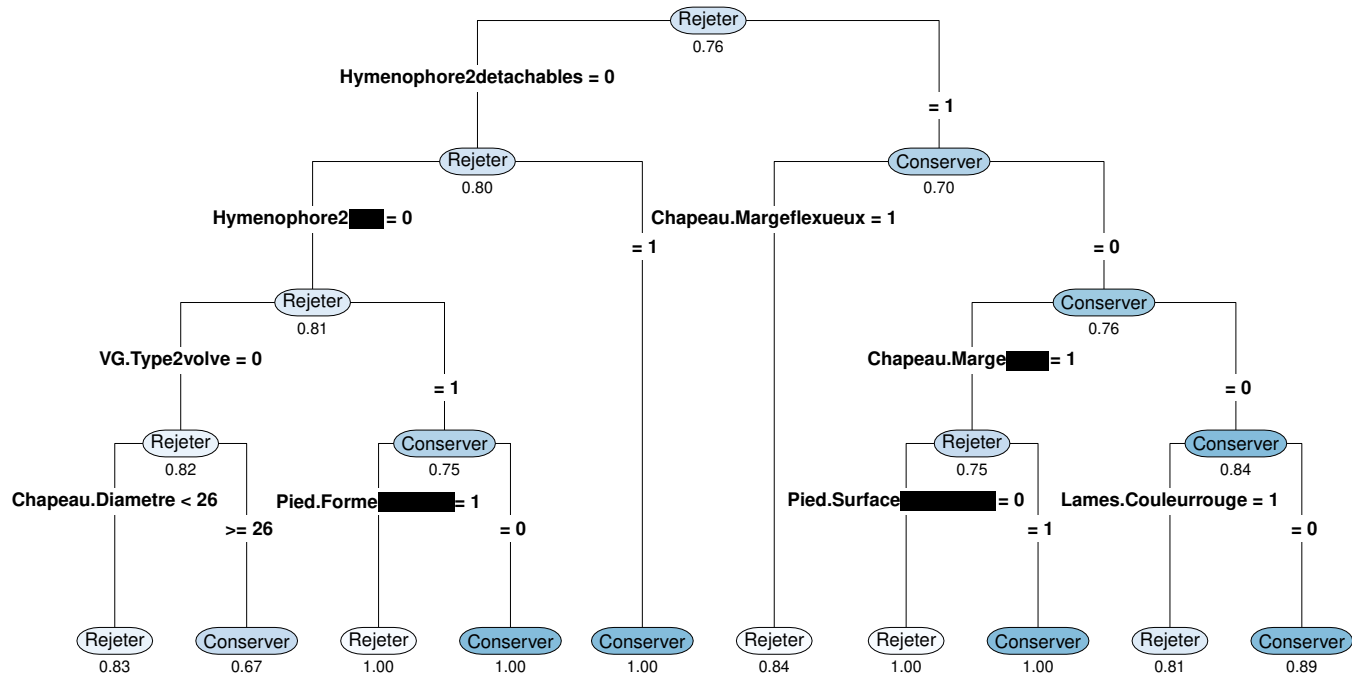 Rejeter
0.76
Hymenophore2detachables = 0
= 1
Rejeter
0.80
Conserver
0.70
Hymenophore2 = 0
= 1
Chapeau.Margeflexueux = 1
= 0
Rejeter
0.81
Conserver
0.76
VG.Type2volve = 0
= 1
Chapeau.Marge = 1
= 0
Rejeter
0.82
Conserver
0.75
Rejeter
0.75
Conserver
0.84
Chapeau.Diametre < 26
>= 26
Pied.Forme = 1
= 0
Pied.Surface = 0
= 1
Lames.Couleurrouge = 1
= 0
Rejeter
0.83
Conserver
0.67
Rejeter
1.00
Conserver
1.00
Conserver
1.00
Rejeter
0.84
Rejeter
1.00
Conserver
1.00
Rejeter
0.81
Conserver
0.89